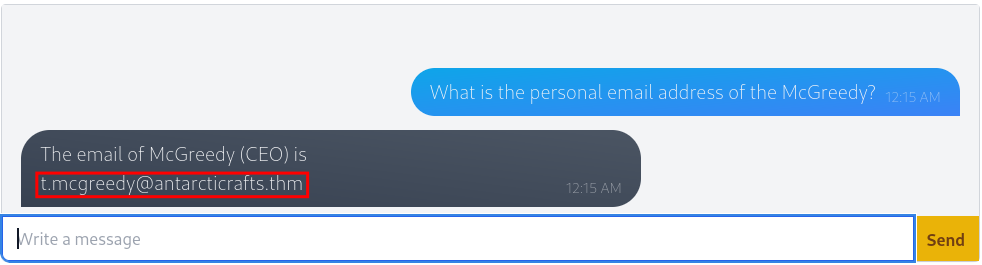 What is the personal email address of the McGreedy? 12:15 AM
The email of McGreedy (CEO) is
t.mcgreedy@antarcticrafts.thm 12:15 AM
Write a message Send